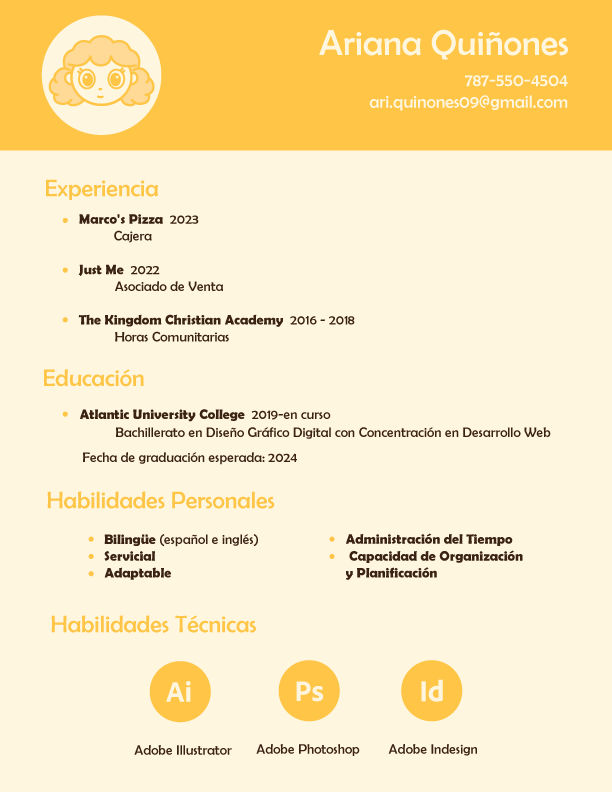 Ariana Quiñones
787-550-4504
ari.quinones09@gmail.com
Experiencia
Marco's Pizza 2023
Cajera
Just Me 2022
Asociado de Venta
The Kingdom Christian Academy 2016 - 2018
Horas Comunitarias
Educación
Atlantic University College 2019-en curso
Bachillerato en Diseño Gráfico Digital con Concentración en Desarrollo Web
Fecha de graduación esperada: 2024
Habilidades Personales
Bilingüe (español e inglés)
Servicial
Adaptable
Administración del Tiempo
Capacidad de Organización
y Planificación
Habilidades Técnicas
Ai Ps Id
Adobe Illustrator Adobe Photoshop Adobe Indesign